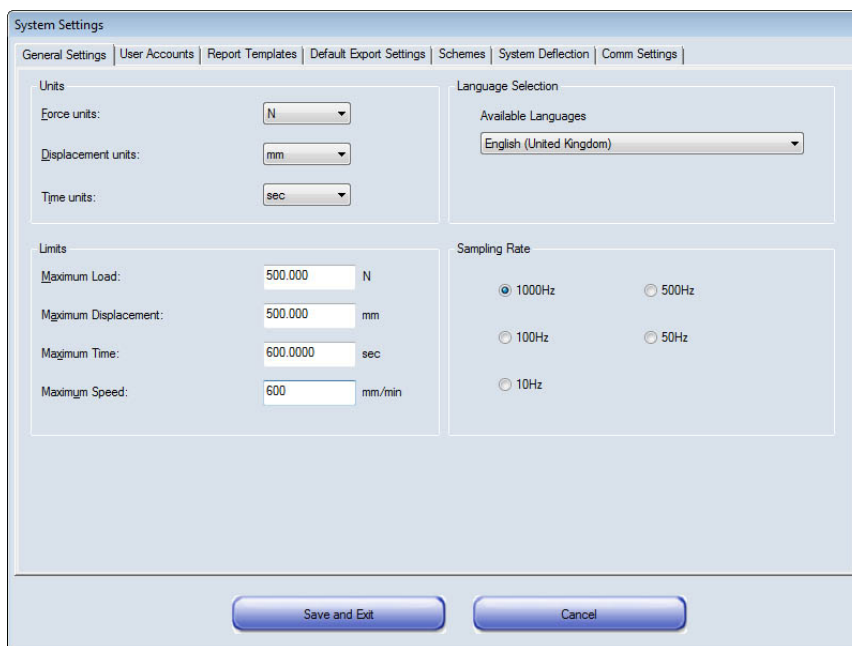 System Settings
General Settings User Accounts Report Templates Default Export Settings Schemes System Deflection Comm Settings
Units
Force units: N
Displacement units: mm
Time units: sec
Language Selection
Available Languages
English (United Kingdom)
Limits
Maximum Load: 500.000 N
Maximum Displacement: 500.000 mm
Maximum Time: 600.0000 sec
Maximum Speed: 600 mm/min
Sampling Rate
1000Hz 500Hz
100Hz 50Hz
10Hz
Save and Exit Cancel